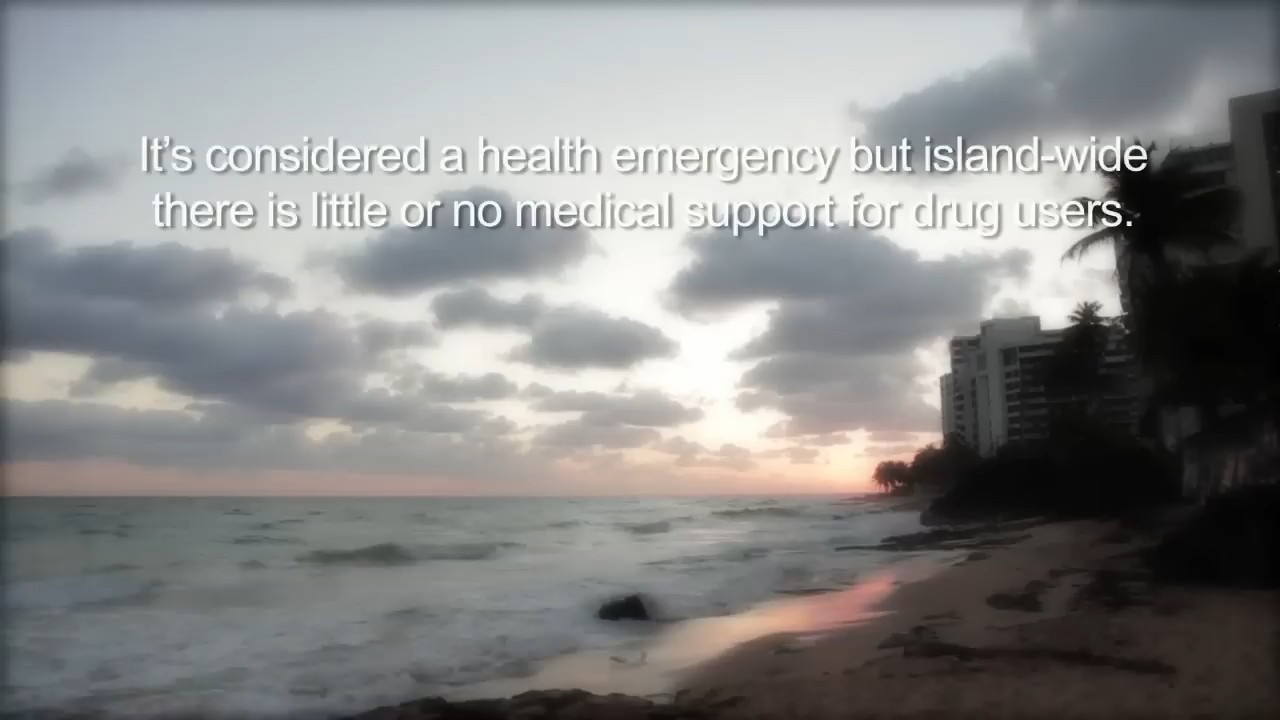 It's considered a health emergency but island-wide
there is little or no medical support for drug users.